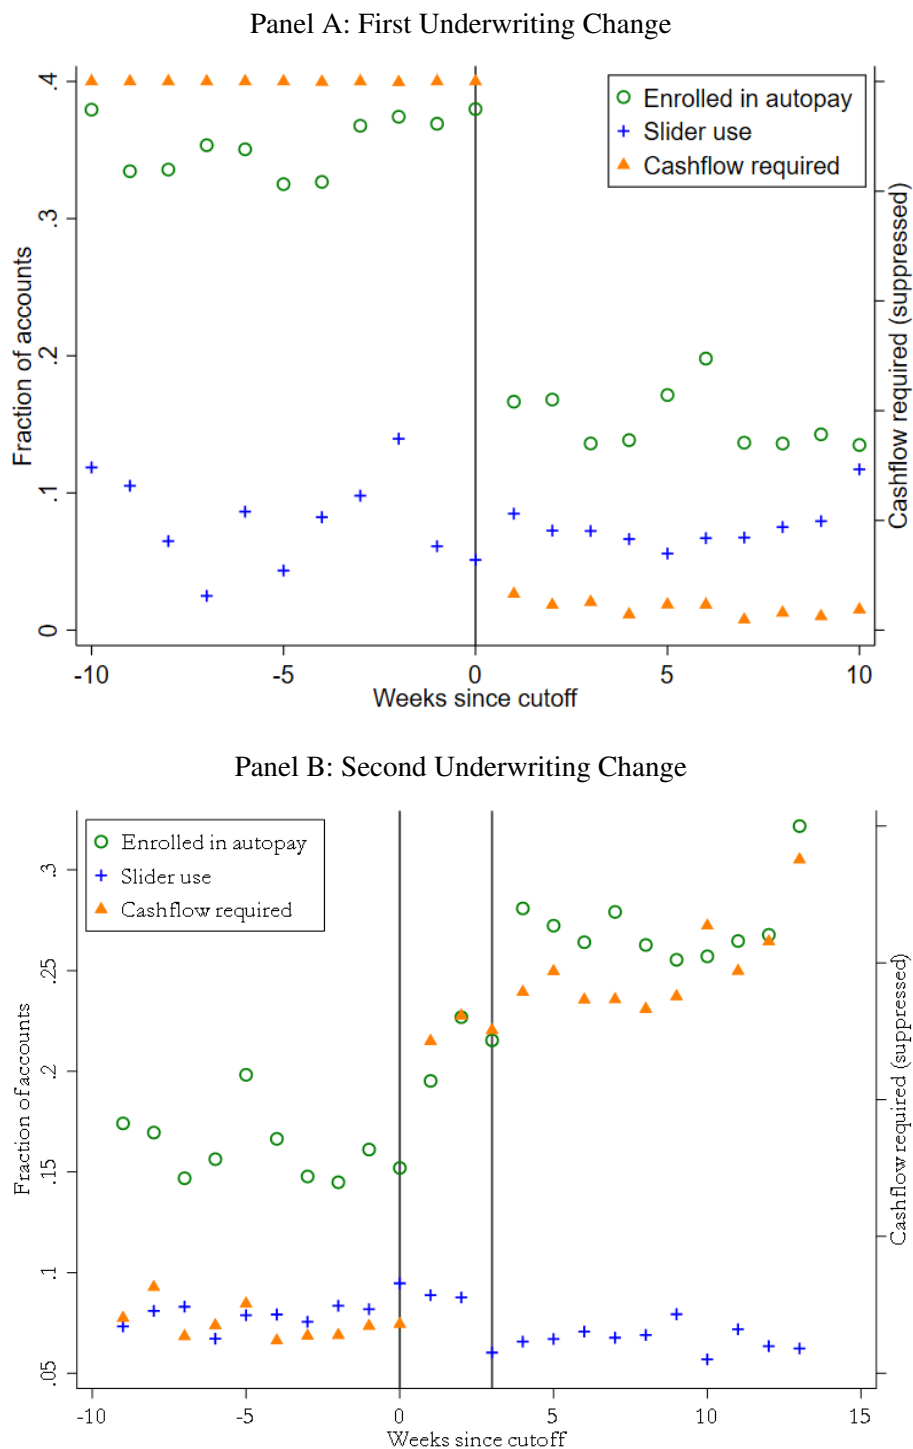 Panel A: First Underwriting Change
Fraction of accounts
.4
.3
.2
.1
0
Enrolled in autopay
Slider use
Cashflow required
Cashflow required (suppressed)
-10 -5 0 5 10
Weeks since cutoff
Panel B: Second Underwriting Change
Fraction of accounts
.3
.25
.2
.15
.1
.05
Enrolled in autopay
Slider use
Cashflow required
Cashflow required (suppressed)
-10 -5 0 5 10 15
Weeks since cutoff